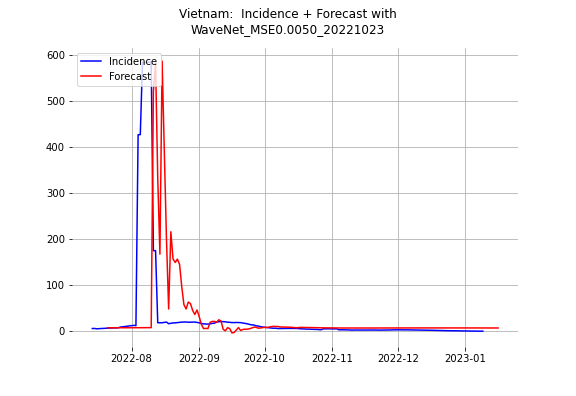 Vietnam:  Incidence + Forecast with
WaveNet_MSE0.0050_20221023
600
Incidence
Forecast
500
400
300
200
100
0
2022-08 2022-09 2022-10 2022-11 2022-12 2023-01